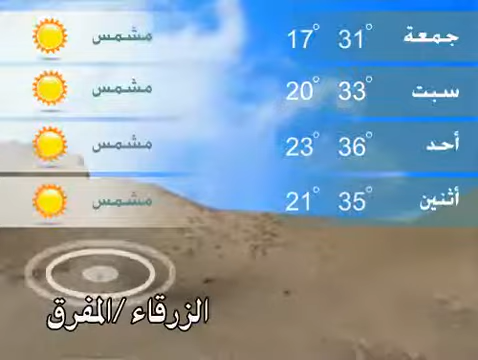 جمعة 31° 17° مشمس
سبت 33° 20° مشمس
أحد 36° 23° مشمس
أثنين 35° 21° مشمس
الزرقاء /المفرق